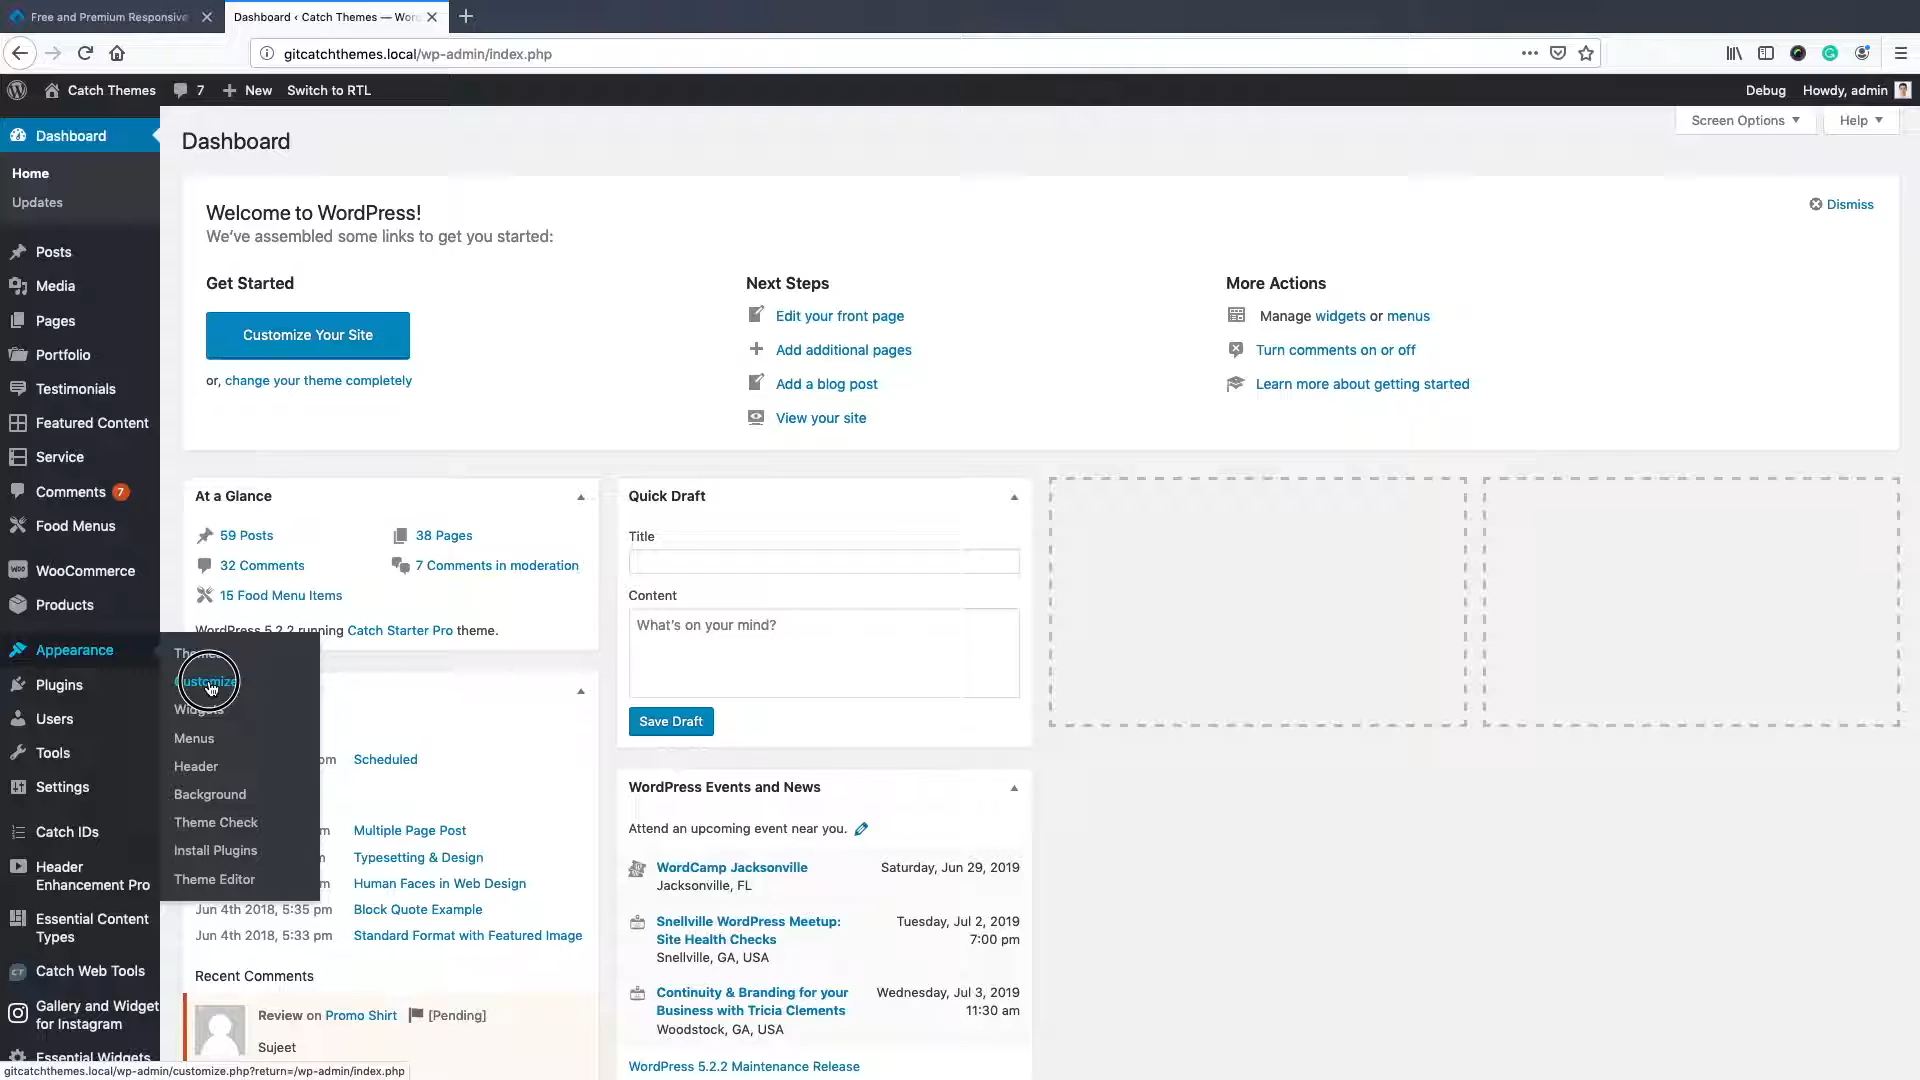 Free and Premium Responsive
Dashboard ‹ Catch Themes — Wor
gitcatchthemes.local/wp-admin/index.php
Catch Themes
7
New
Switch to RTL
Debug
Howdy, admin
Dashboard
Home
Updates
Posts
Media
Pages
Portfolio
Testimonials
Featured Content
Service
Comments 7
Food Menus
WooCommerce
Products
Appearance
Plugins
Users
Tools
Settings
Catch IDs
Header
Enhancement Pro
Essential Content
Types
Catch Web Tools
Gallery and Widget
for Instagram
Essential Widgets
Themes
Customize
Widgets
Menus
Header
Background
Theme Check
Install Plugins
Theme Editor
Screen Options
Help
Dashboard
Welcome to WordPress!
We've assembled some links to get you started:
Dismiss
Get Started
Customize Your Site
or, change your theme completely
Next Steps
Edit your front page
Add additional pages
Add a blog post
View your site
More Actions
Manage widgets or menus
Turn comments on or off
Learn more about getting started
At a Glance
59 Posts
38 Pages
32 Comments
7 Comments in moderation
15 Food Menu Items
WordPress 5.2.2 running Catch Starter Pro theme.
pm Scheduled
m Multiple Page Post
Typesetting & Design
m Human Faces in Web Design
Jun 4th 2018, 5:35 pm Block Quote Example
Jun 4th 2018, 5:33 pm Standard Format with Featured Image
Recent Comments
Review on Promo Shirt [Pending]
Sujeet
Quick Draft
Title
Content
What's on your mind?
Save Draft
WordPress Events and News
Attend an upcoming event near you.
WordCamp Jacksonville Saturday, Jun 29, 2019
Jacksonville, FL
Snellville WordPress Meetup: Tuesday, Jul 2, 2019
Site Health Checks 7:00 pm
Snellville, GA, USA
Continuity & Branding for your Wednesday, Jul 3, 2019
Business with Tricia Clements 11:30 am
Woodstock, GA, USA
WordPress 5.2.2 Maintenance Release
gitcatchthemes.local/wp-admin/customize.php?return=/wp-admin/index.php